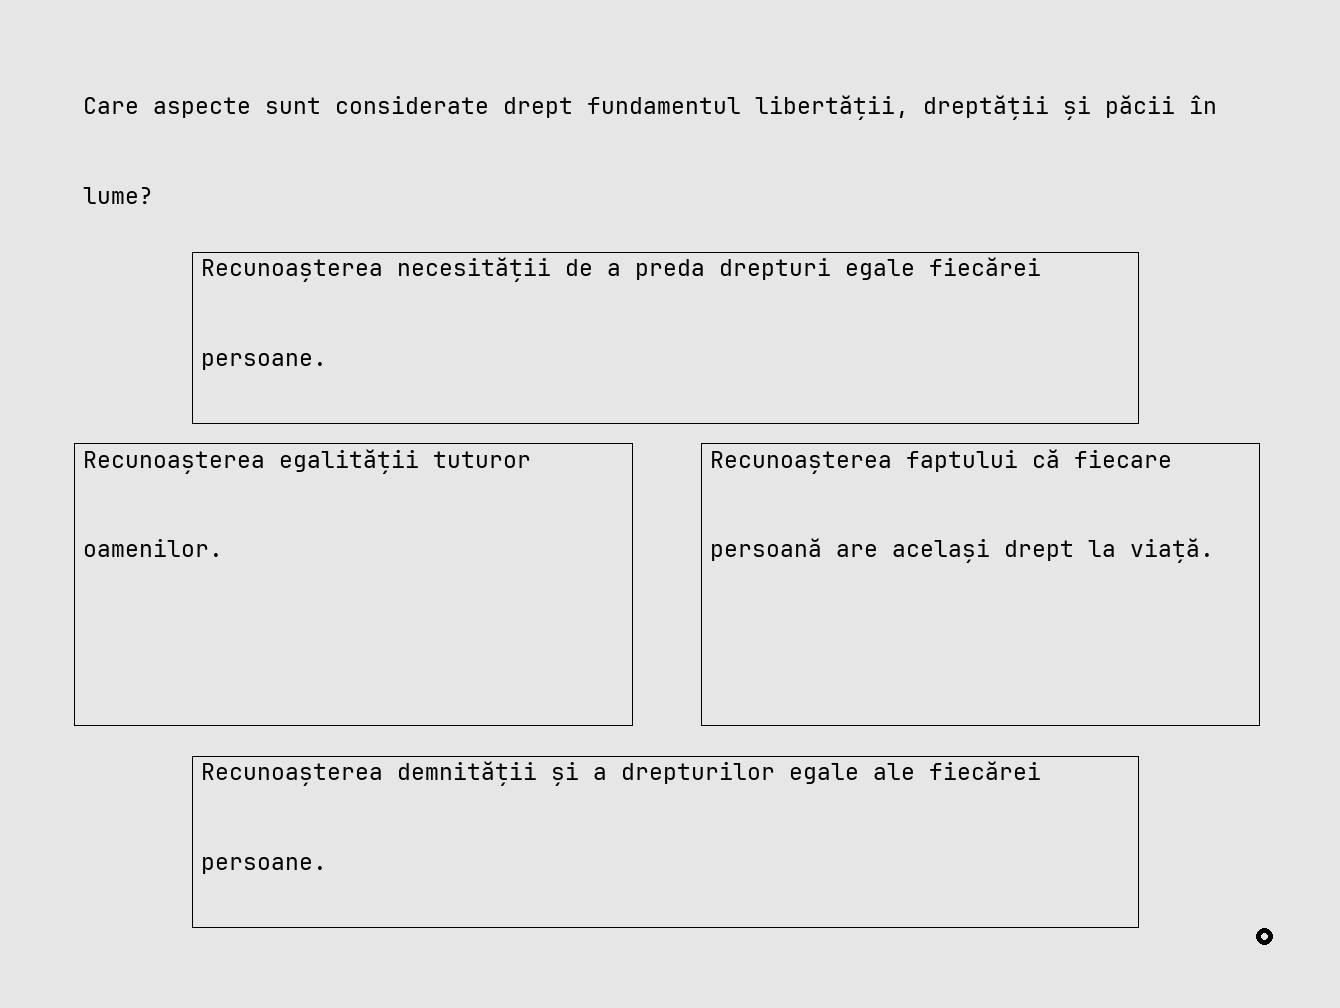 Care aspecte sunt considerate drept fundamentul libertății, dreptății și păcii în
lume?
Recunoașterea necesității de a preda drepturi egale fiecărei
persoane.
Recunoașterea egalității tuturor
oamenilor.
Recunoașterea faptului că fiecare
persoană are același drept la viață.
Recunoașterea demnității și a drepturilor egale ale fiecărei
persoane.